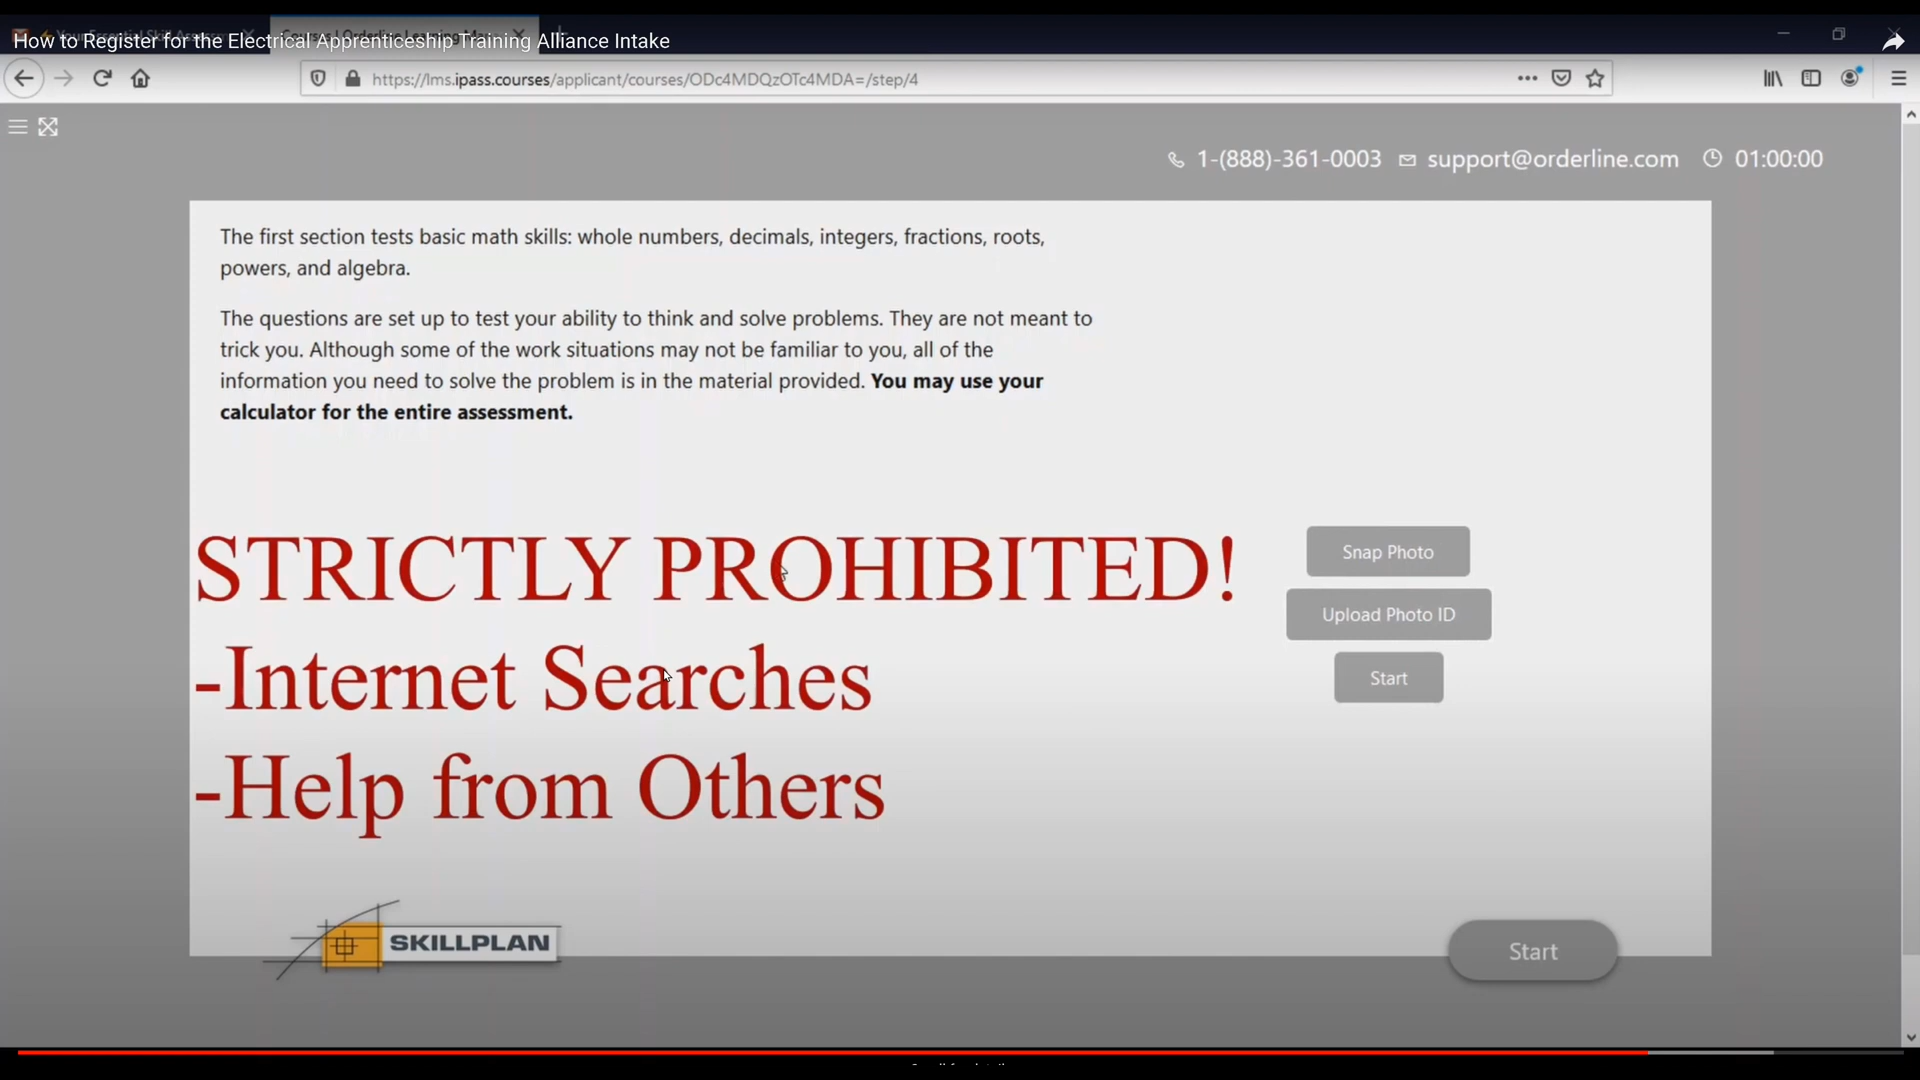 How to Register for the Electrical Apprenticeship Training Alliance Intake
https://lms.ipass.courses/applicant/courses/ODc4MDQzOTc4MDA=/step/4
1-(888)-361-0003 support@orderline.com 01:00:00
The first section tests basic math skills: whole numbers, decimals, integers, fractions, roots,
powers, and algebra.
The questions are set up to test your ability to think and solve problems. They are not meant to
trick you. Although some of the work situations may not be familiar to you, all of the
information you need to solve the problem is in the material provided. You may use your
calculator for the entire assessment.
STRICTLY PROHIBITED!
-Internet Searches
-Help from Others
Snap Photo
Upload Photo ID
Start
SKILLPLAN
Start